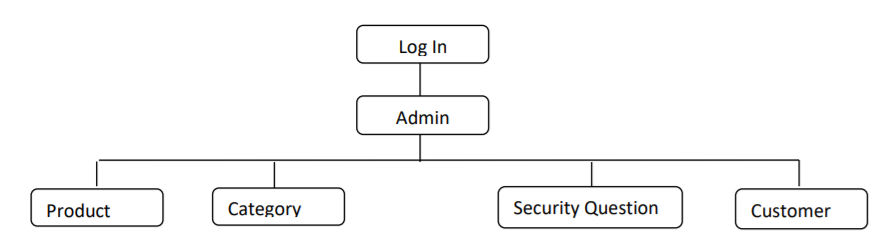 Log In
Admin
Product
Category
Security Question
Customer